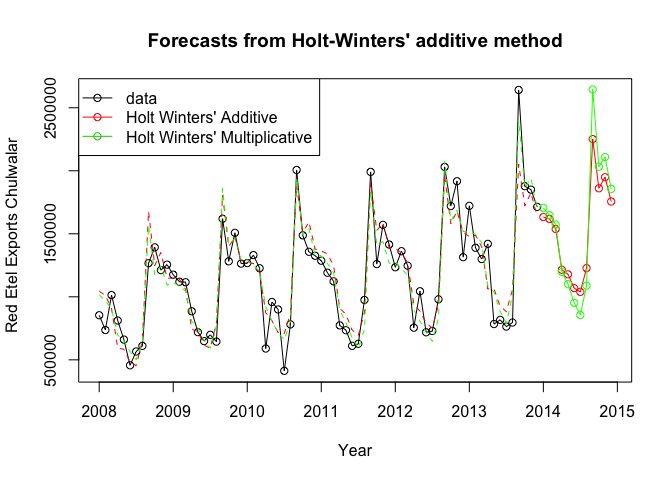 Forecasts from Holt-Winters' additive method
data
Holt Winters' Additive
Holt Winters' Multiplicative
Red Etel Exports Chulwalar
2500000
1500000
500000
2008 2009 2010 2011 2012 2013 2014 2015
Year